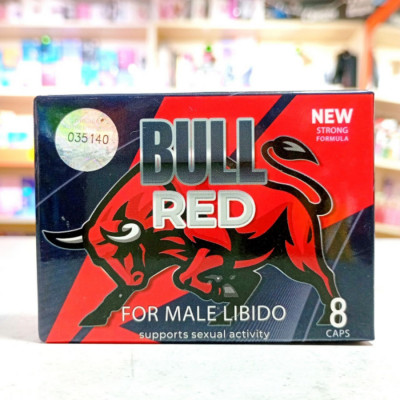 035140
NEW
STRONG
FORMULA
BULL
RED
FOR MALE LIBIDO
supports sexual activity
8
CAPS